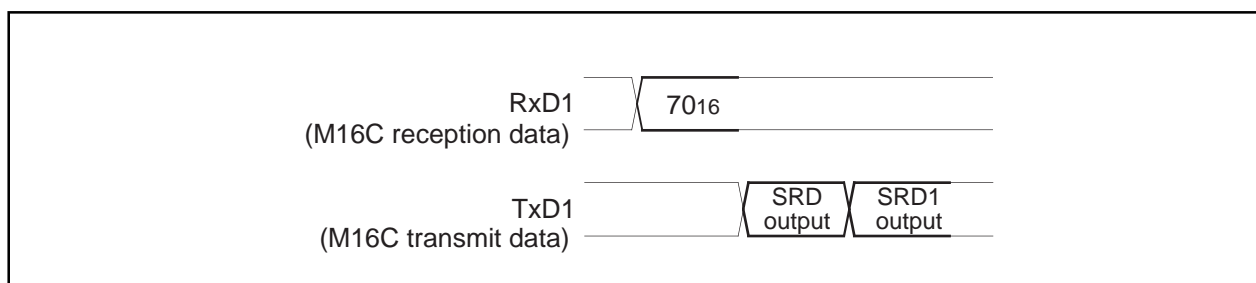 RxD1
(M16C reception data)
7016
TxD1
(M16C transmit data)
SRD
output
SRD1
output